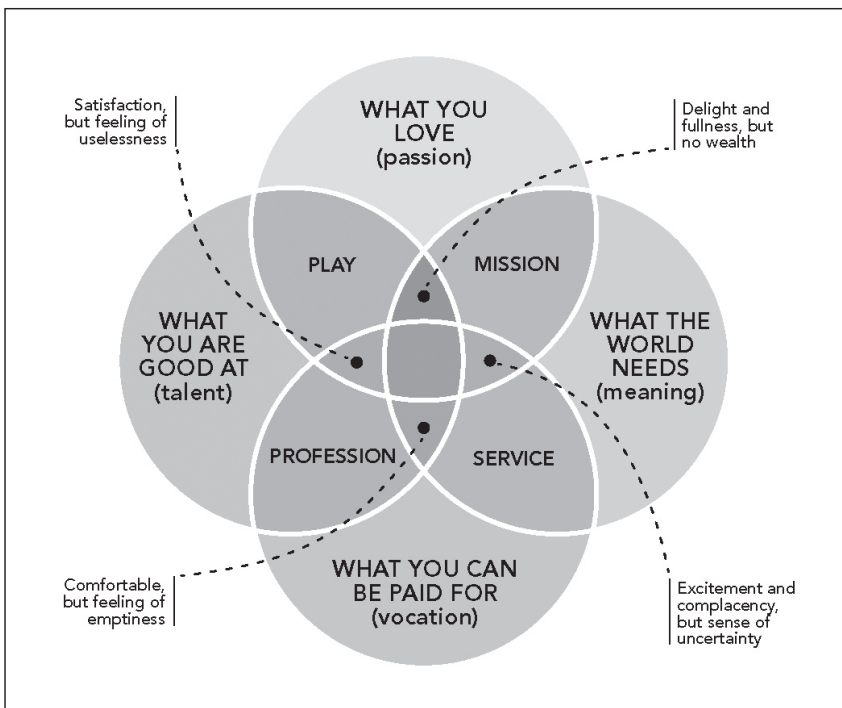 Satisfaction,
but feeling of
uselessness
WHAT YOU
LOVE
(passion)
Delight and
fullness, but
no wealth
PLAY
MISSION
WHAT
YOU ARE
GOOD AT
(talent)
WHAT THE
WORLD
NEEDS
(meaning)
PROFESSION
SERVICE
Comfortable,
but feeling of
emptiness
WHAT YOU CAN
BE PAID FOR
(vocation)
Excitement and
complacency,
but sense of
uncertainty